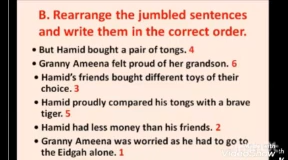 B. Rearrange the jumbled sentences
and write them in the correct order.
• But Hamid bought a pair of tongs. 4
• Granny Ameena felt proud of her grandson. 6
• Hamid's friends bought different toys of their
choice. 3
• Hamid proudly compared his tongs with a brave
tiger. 5
• Hamid had less money than his friends. 2
• Granny Ameena was worried as he had to go to
the Eidgah alone. 1